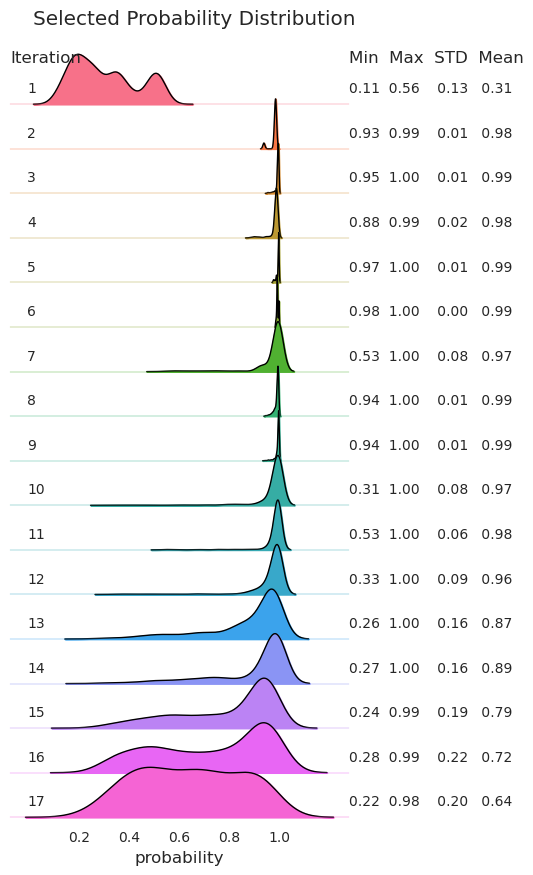 Selected Probability Distribution
Iteration Min Max STD Mean
1 0.11 0.56 0.13 0.31
2 0.93 0.99 0.01 0.98
3 0.95 1.00 0.01 0.99
4 0.88 0.99 0.02 0.98
5 0.97 1.00 0.01 0.99
6 0.98 1.00 0.00 0.99
7 0.53 1.00 0.08 0.97
8 0.94 1.00 0.01 0.99
9 0.94 1.00 0.01 0.99
10 0.31 1.00 0.08 0.97
11 0.53 1.00 0.06 0.98
12 0.33 1.00 0.09 0.96
13 0.26 1.00 0.16 0.87
14 0.27 1.00 0.16 0.89
15 0.24 0.99 0.19 0.79
16 0.28 0.99 0.22 0.72
17 0.22 0.98 0.20 0.64
0.2 0.4 0.6 0.8 1.0
probability